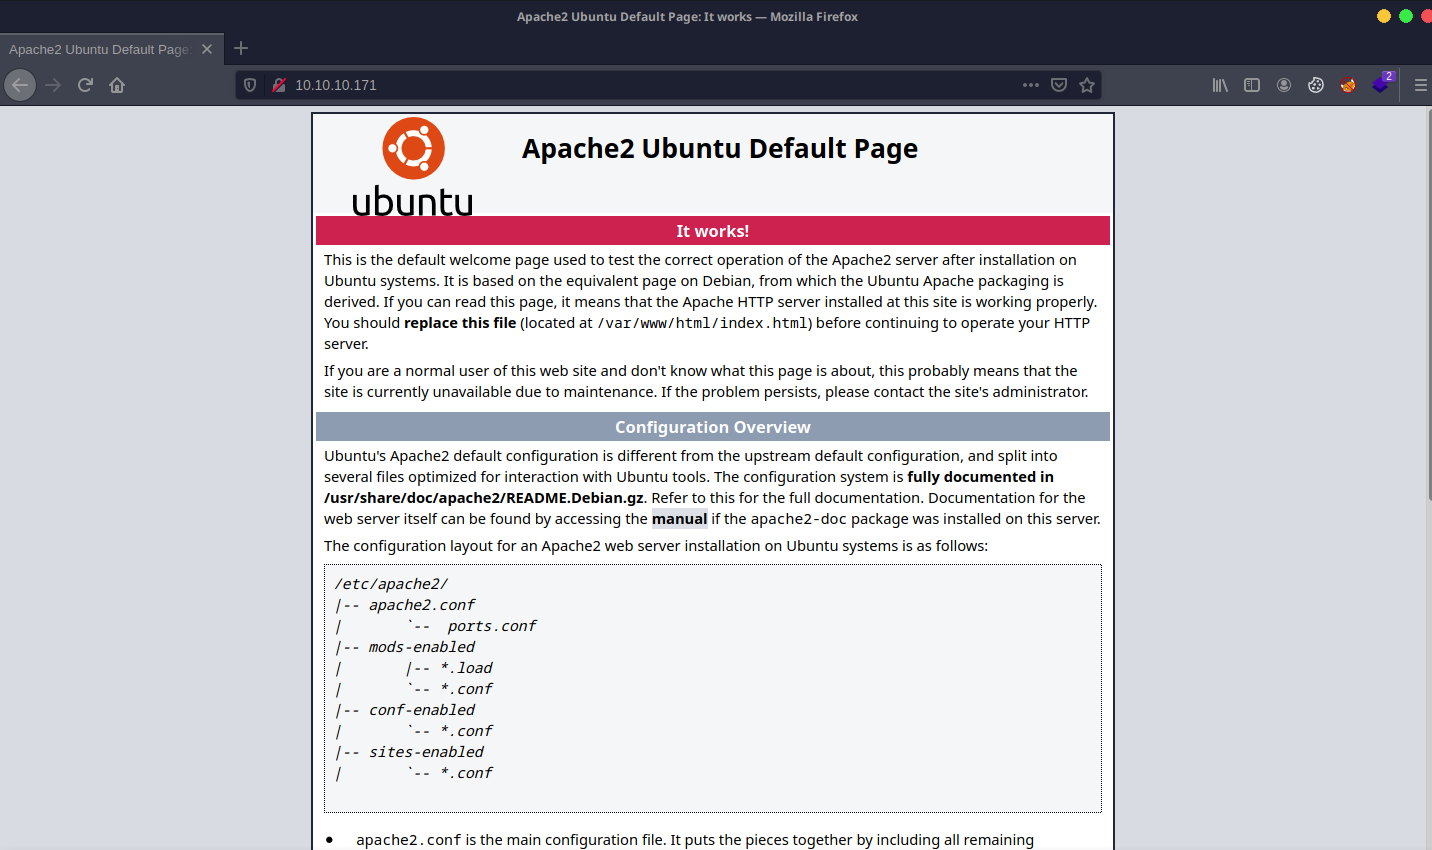 Apache2 Ubuntu Default Page: It works — Mozilla Firefox
Apache2 Ubuntu Default Page
10.10.10.171
2
ubuntu
Apache2 Ubuntu Default Page
It works!
This is the default welcome page used to test the correct operation of the Apache2 server after installation on
Ubuntu systems. It is based on the equivalent page on Debian, from which the Ubuntu Apache packaging is
derived. If you can read this page, it means that the Apache HTTP server installed at this site is working properly.
You should replace this file (located at /var/www/html/index.html) before continuing to operate your HTTP
server.
If you are a normal user of this web site and don't know what this page is about, this probably means that the
site is currently unavailable due to maintenance. If the problem persists, please contact the site's administrator.
Configuration Overview
Ubuntu's Apache2 default configuration is different from the upstream default configuration, and split into
several files optimized for interaction with Ubuntu tools. The configuration system is fully documented in
/usr/share/doc/apache2/README.Debian.gz. Refer to this for the full documentation. Documentation for the
web server itself can be found by accessing the manual if the apache2-doc package was installed on this server.
The configuration layout for an Apache2 web server installation on Ubuntu systems is as follows:
/etc/apache2/
|-- apache2.conf
|       `--  ports.conf
|-- mods-enabled
|       |-- *.load
|       `-- *.conf
|-- conf-enabled
|       `-- *.conf
|-- sites-enabled
|       `-- *.conf
• apache2.conf is the main configuration file. It puts the pieces together by including all remaining